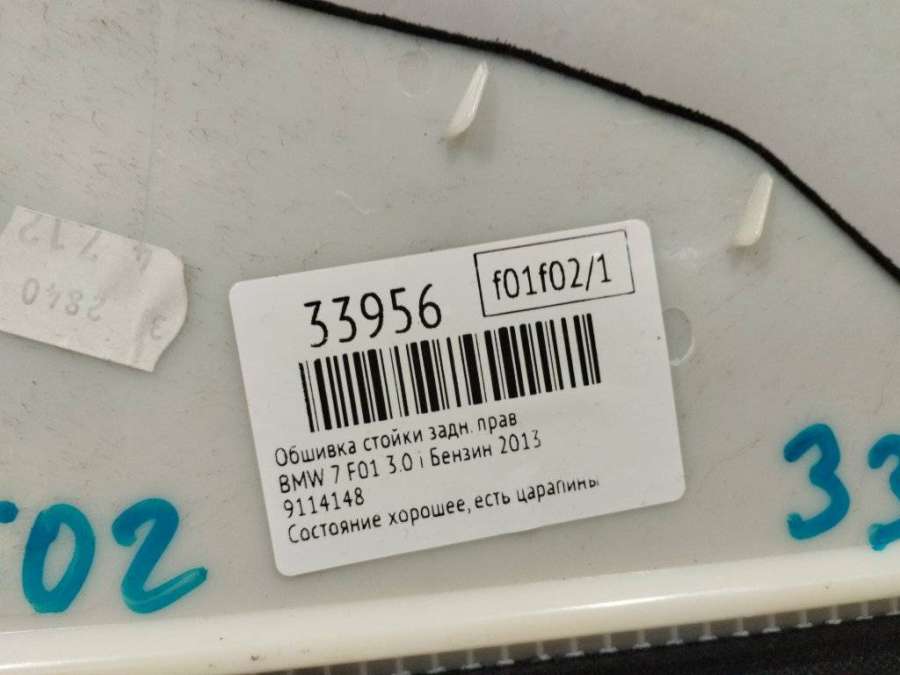 33956
f01f02/1
Обшивка стойки задн. прав
BMW 7 F01 3.0 i Бензин 2013
9114148
Состояние хорошее, есть царапины
02
33
2840